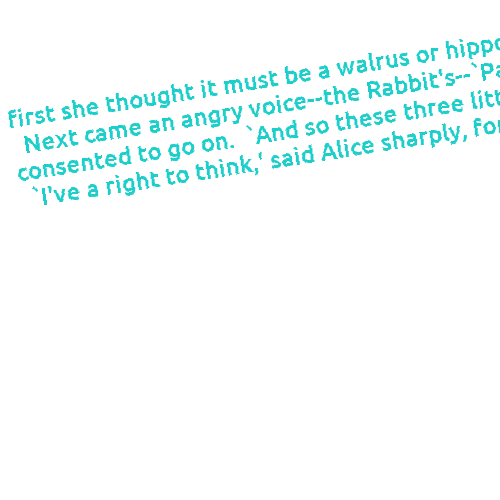 first she thought it must be a walrus or hippo
Next came an angry voice--the Rabbit's--`Pa
consented to go on. `And so these three litt
`I've a right to think,' said Alice sharply, for